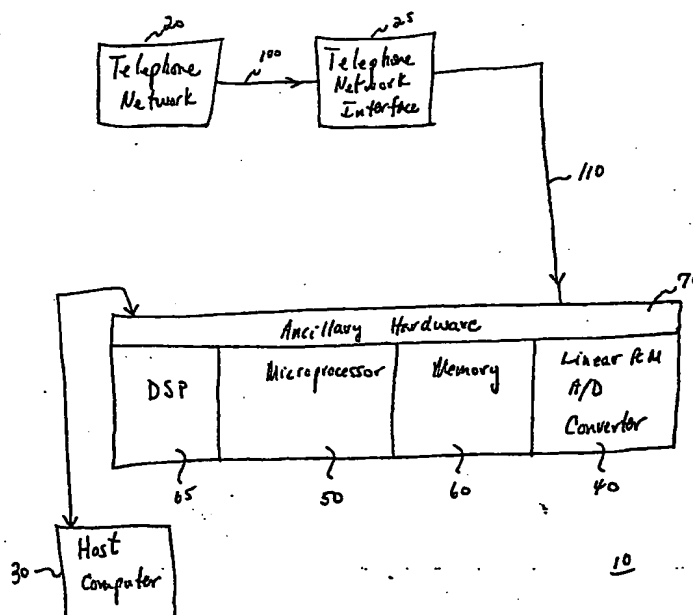 20
25
Telephone
Network
100
Telephone
Network
Interface
110
70
Ancillary Hardware
DSP
Microprocessor
Memory
Linear PCM
A/D
Converter
65
50
60
40
Host
Computer
30
10